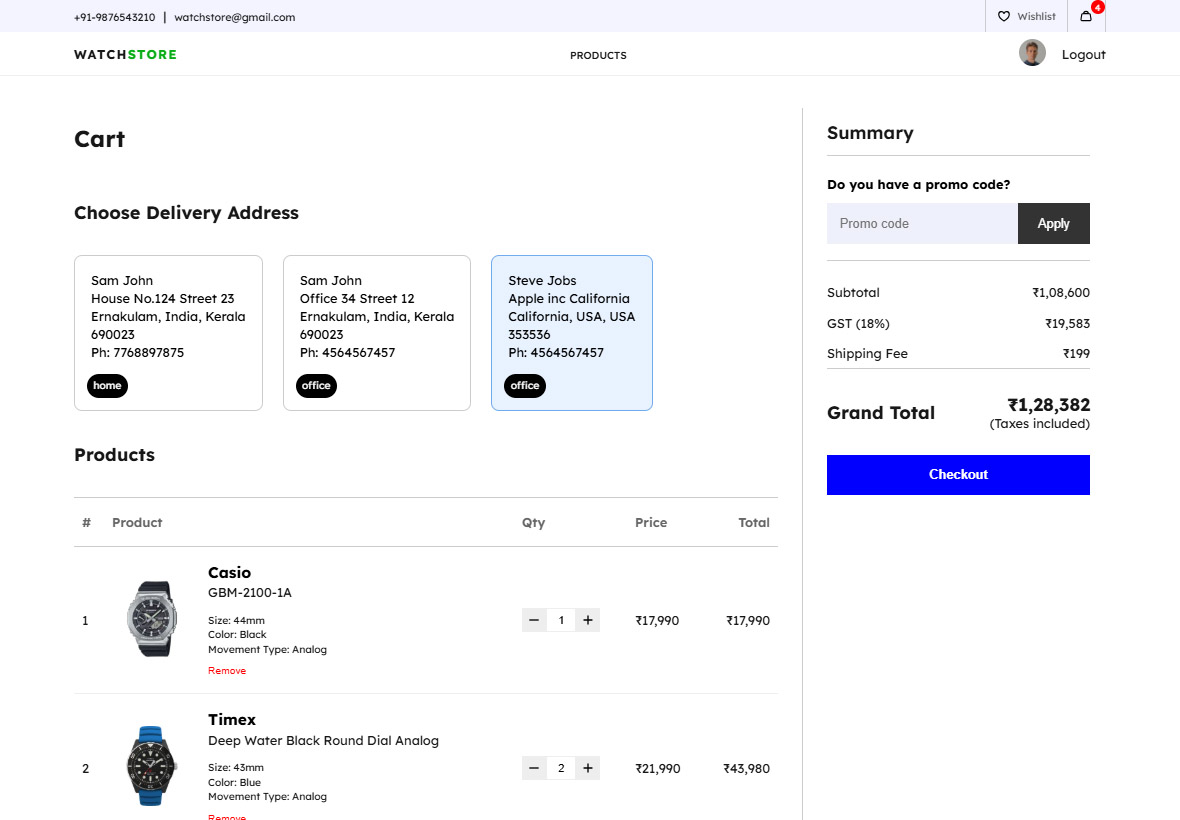 +91-9876543210 | watchstore@gmail.com
Wishlist
4
WATCHSTORE
PRODUCTS
Logout
Cart
Choose Delivery Address
Sam John
House No.124 Street 23
Ernakulam, India, Kerala
690023
Ph: 7768897875
home
Sam John
Office 34 Street 12
Ernakulam, India, Kerala
690023
Ph: 4564567457
office
Steve Jobs
Apple inc California
California, USA, USA
353536
Ph: 4564567457
office
Products
# Product Qty Price Total
1
Casio
GBM-2100-1A
Size: 44mm
Color: Black
Movement Type: Analog
Remove
− 1 +
₹17,990
₹17,990
2
Timex
Deep Water Black Round Dial Analog
Size: 43mm
Color: Blue
Movement Type: Analog
Remove
− 2 +
₹21,990
₹43,980
Summary
Do you have a promo code?
Promo code
Apply
Subtotal ₹1,08,600
GST (18%) ₹19,583
Shipping Fee ₹199
Grand Total ₹1,28,382
(Taxes included)
Checkout